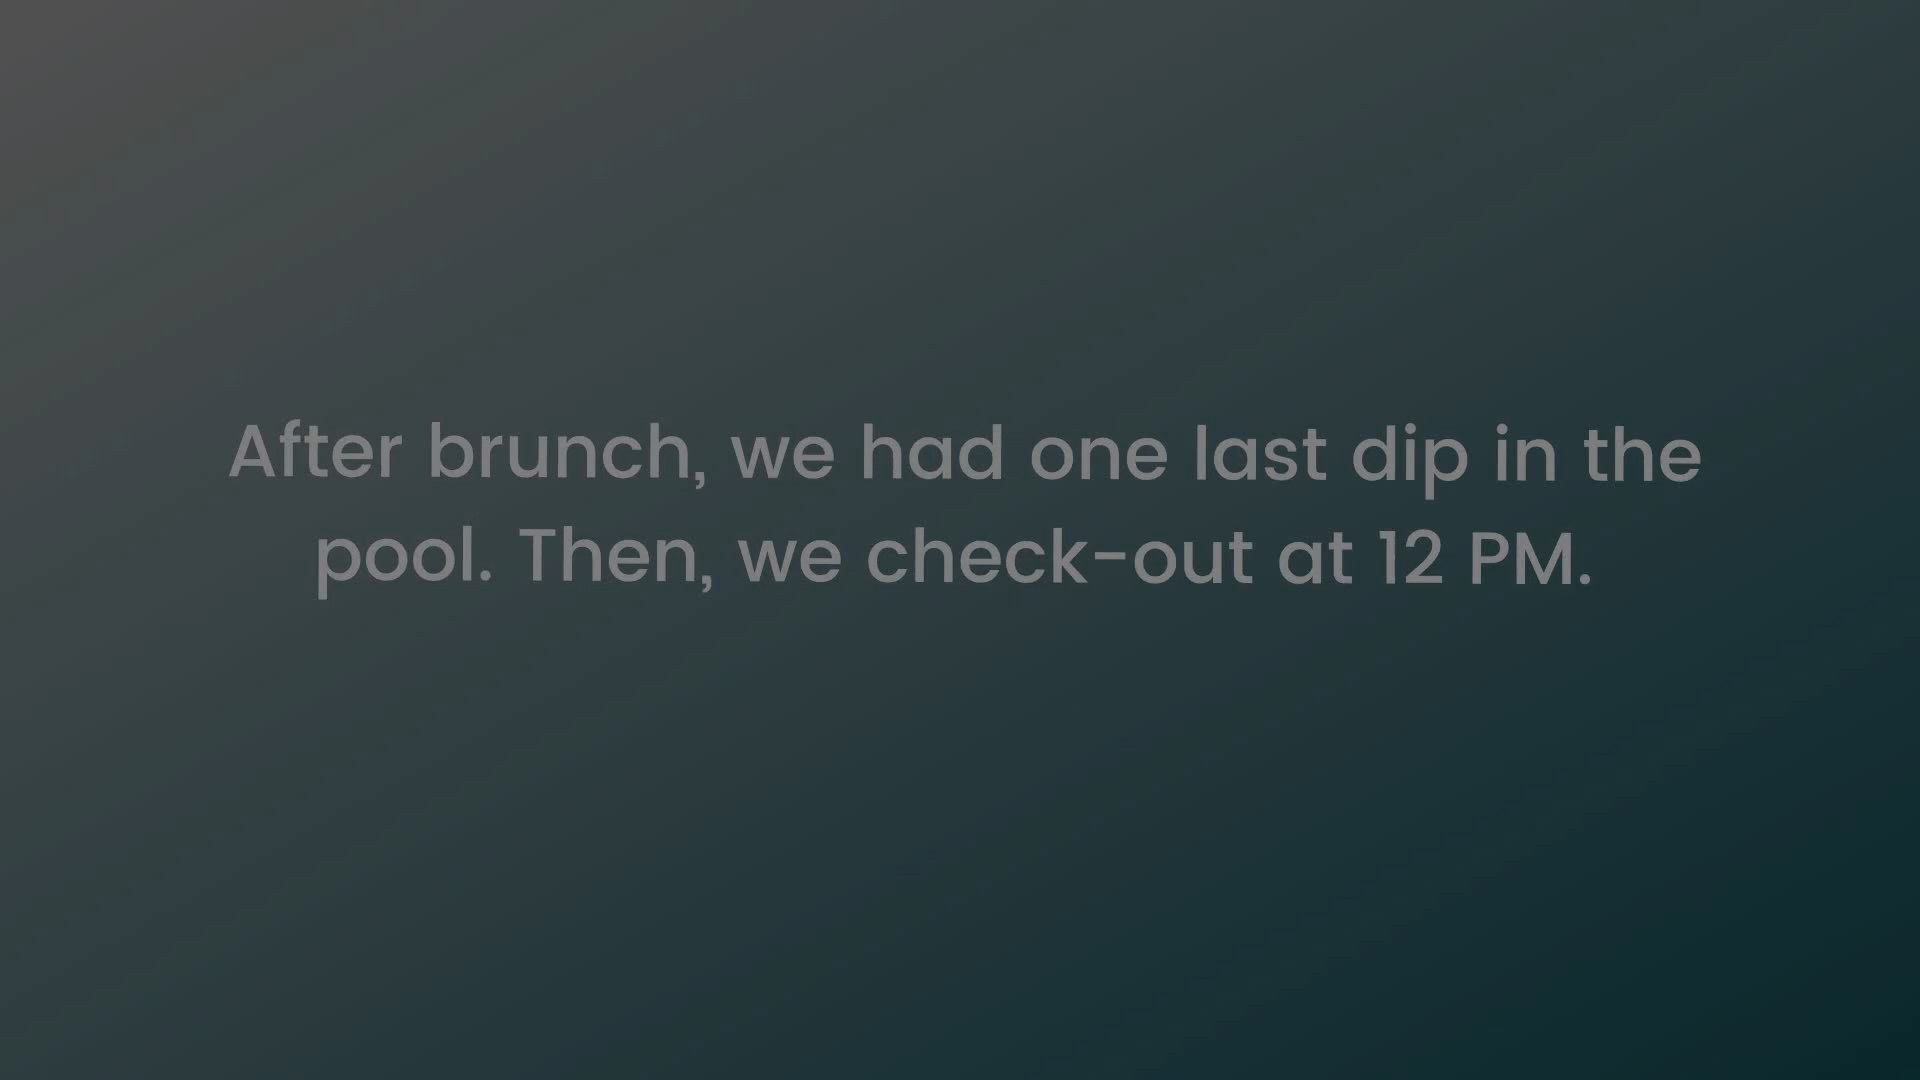 After brunch, we had one last dip in the
pool. Then, we check-out at 12 PM.